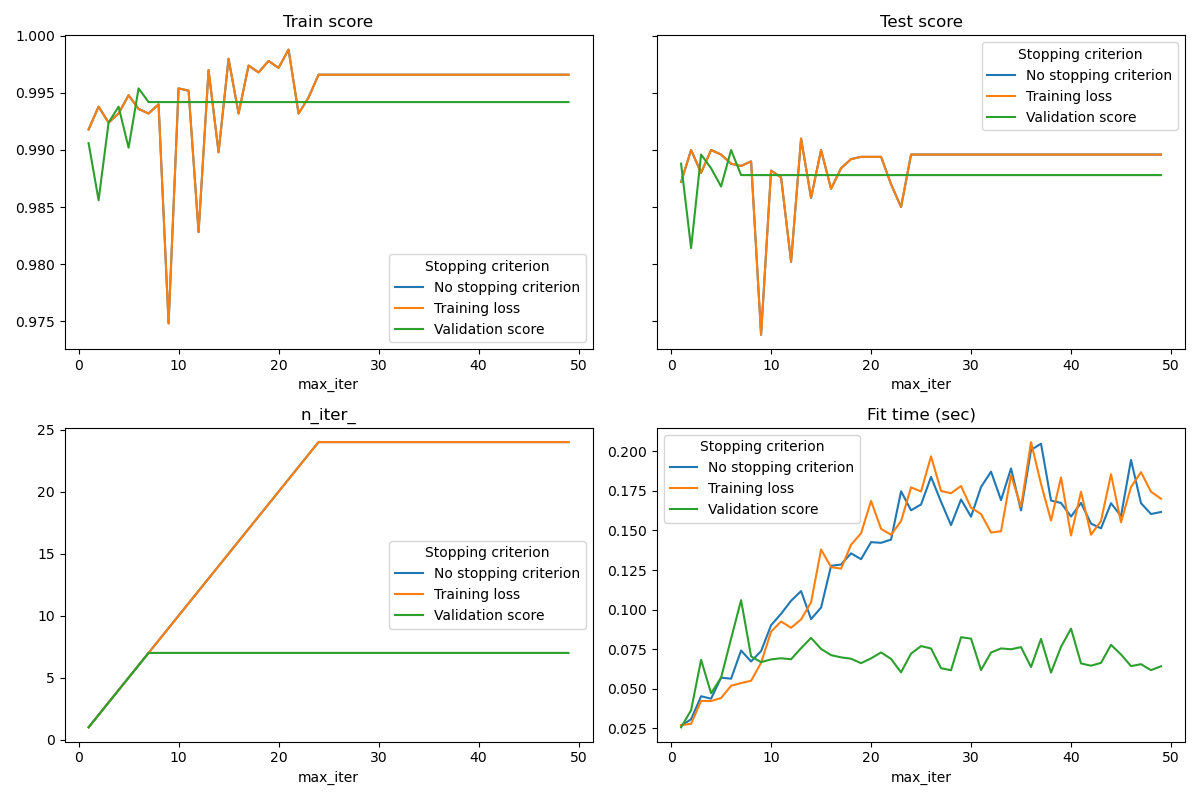 Train score
1.000
0.995
0.990
0.985
0.980
0.975
Stopping criterion
No stopping criterion
Training loss
Validation score
0 10 20 30 40 50
max_iter
Test score
Stopping criterion
No stopping criterion
Training loss
Validation score
0 10 20 30 40 50
max_iter
n_iter_
25
20
15
10
5
0
Stopping criterion
No stopping criterion
Training loss
Validation score
0 10 20 30 40 50
max_iter
Fit time (sec)
0.200
0.175
0.150
0.125
0.100
0.075
0.050
0.025
Stopping criterion
No stopping criterion
Training loss
Validation score
0 10 20 30 40 50
max_iter